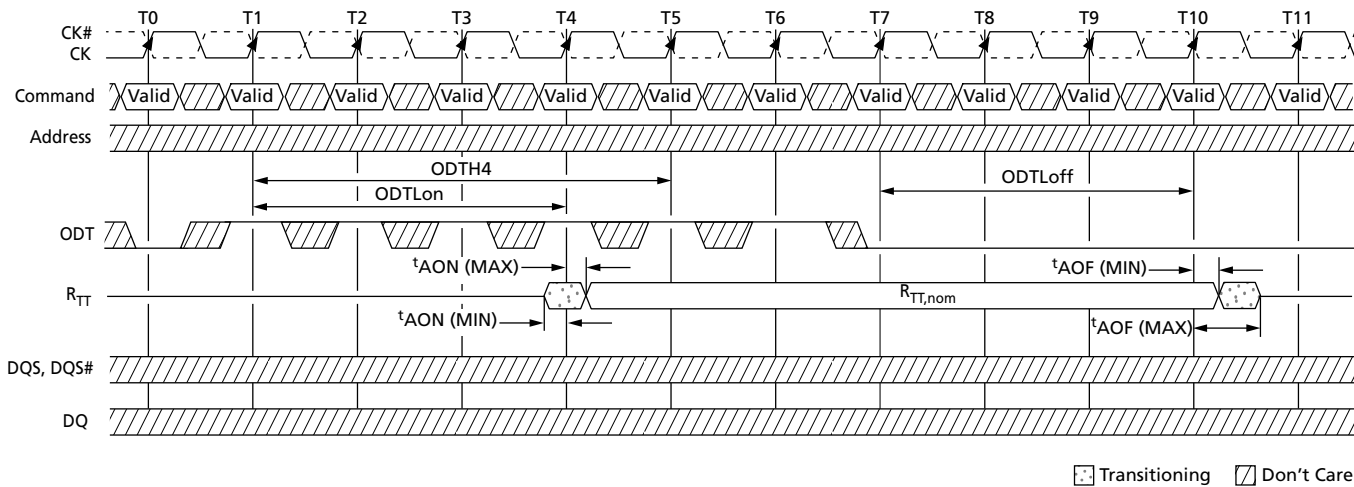 T0 T1 T2 T3 T4 T5 T6 T7 T8 T9 T10 T11
CK#
CK
Command Valid Valid Valid Valid Valid Valid Valid Valid Valid Valid Valid Valid
Address
ODTH4
ODTLoff
ODTLon
ODT
tAON (MAX) tAOF (MIN)
RTT RTT,nom
tAON (MIN) tAOF (MAX)
DQS, DQS#
DQ
Transitioning Don't Care